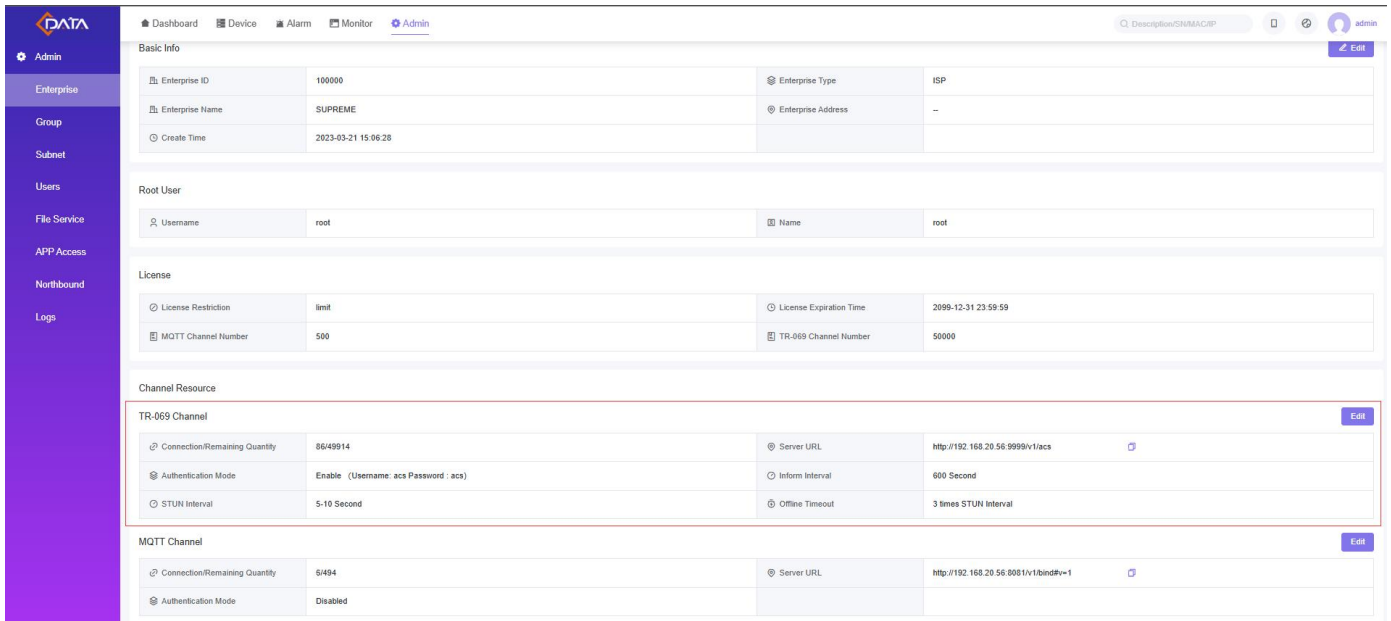 DATA
Dashboard Device Alarm Monitor Admin Description/SN/MAC/IP admin
Admin
Enterprise
Group
Subnet
Users
File Service
APP Access
Northbound
Logs
Basic Info Edit
Enterprise ID 100000 Enterprise Type ISP
Enterprise Name SUPREME Enterprise Address --
Create Time 2023-03-21 15:06:28
Root User
Username root Name root
License
License Restriction limit License Expiration Time 2099-12-31 23:59:59
MQTT Channel Number 500 TR-069 Channel Number 50000
Channel Resource
TR-069 Channel Edit
Connection/Remaining Quantity 86/49914 Server URL http://192.168.20.56:9999/v1/acs
Authentication Mode Enable (Username: acs Password : acs) Inform Interval 600 Second
STUN Interval 5-10 Second Offline Timeout 3 times STUN Interval
MQTT Channel Edit
Connection/Remaining Quantity 6/494 Server URL http://192.168.20.56:8081/v1/bind#v=1
Authentication Mode Disabled